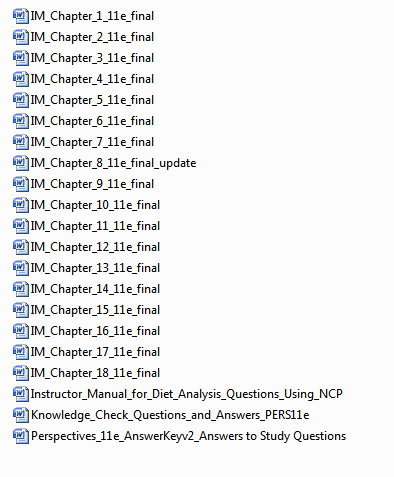 IM_Chapter_1_11e_final
IM_Chapter_2_11e_final
IM_Chapter_3_11e_final
IM_Chapter_4_11e_final
IM_Chapter_5_11e_final
IM_Chapter_6_11e_final
IM_Chapter_7_11e_final
IM_Chapter_8_11e_final_update
IM_Chapter_9_11e_final
IM_Chapter_10_11e_final
IM_Chapter_11_11e_final
IM_Chapter_12_11e_final
IM_Chapter_13_11e_final
IM_Chapter_14_11e_final
IM_Chapter_15_11e_final
IM_Chapter_16_11e_final
IM_Chapter_17_11e_final
IM_Chapter_18_11e_final
Instructor_Manual_for_Diet_Analysis_Questions_Using_NCP
Knowledge_Check_Questions_and_Answers_PERS11e
Perspectives_11e_AnswerKeyv2_Answers to Study Questions